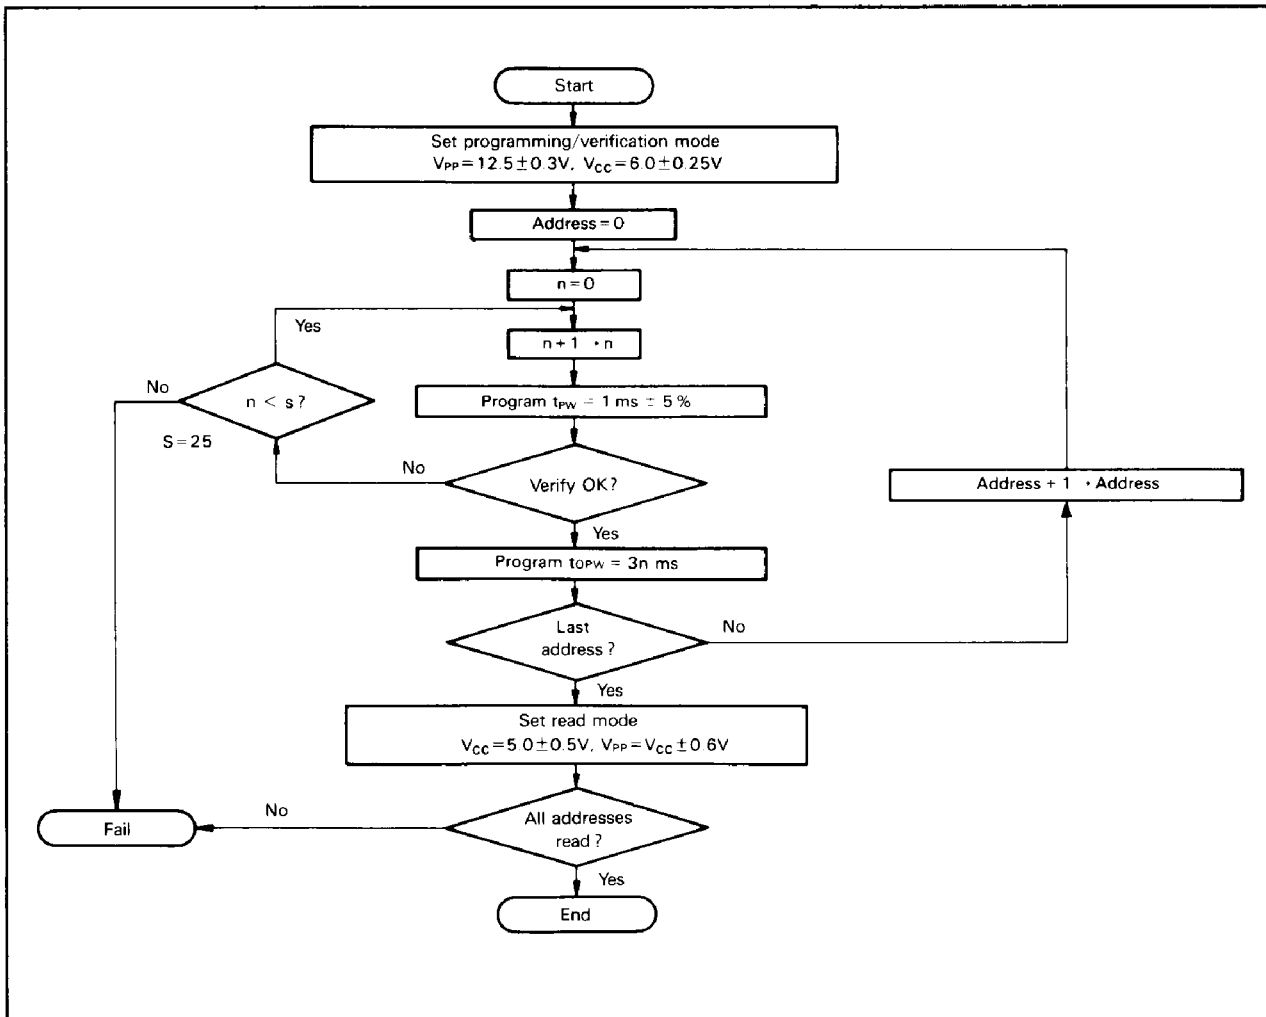 Start
Set programming/verification mode
VPP=12.5±0.3V, VCC=6.0±0.25V
Address=0
n=0
Yes
n+1 → n
No
n < s?
Program tPW = 1 ms ± 5%
S=25
No
Verify OK?
Address + 1 → Address
Yes
Program tOPW = 3n ms
Last
address?
No
Yes
Set read mode
VCC=5.0±0.5V, VPP=VCC±0.6V
No
All addresses
read?
Fail
Yes
End